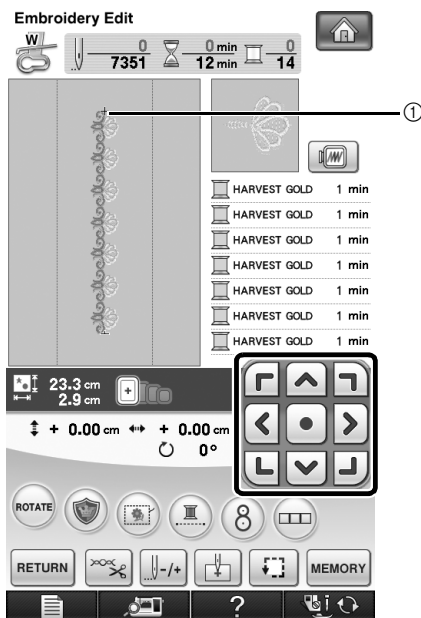 Embroidery Edit
W
0 0 min 0
7351 12 min 14
①
HARVEST GOLD 1 min
HARVEST GOLD 1 min
HARVEST GOLD 1 min
HARVEST GOLD 1 min
HARVEST GOLD 1 min
HARVEST GOLD 1 min
HARVEST GOLD 1 min
23.3 cm
2.9 cm
+ 0.00 cm + 0.00 cm
0°
ROTATE
8
RETURN -/+ MEMORY
?